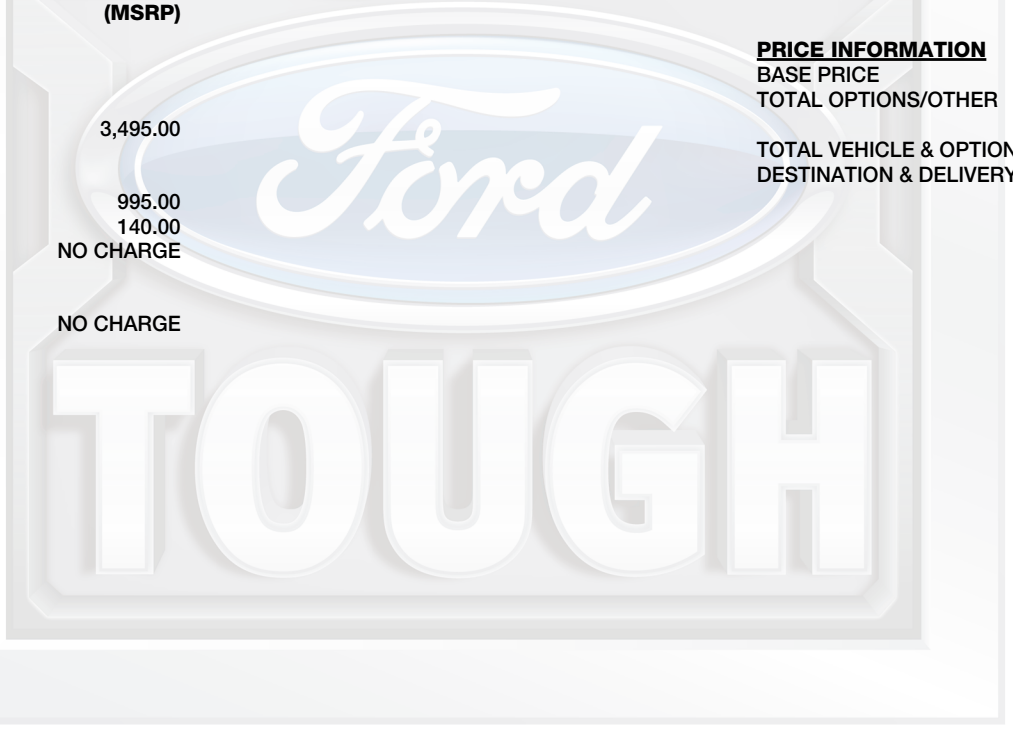 (MSRP)
3,495.00
995.00
140.00
NO CHARGE
NO CHARGE
PRICE INFORMATION
BASE PRICE
TOTAL OPTIONS/OTHER
TOTAL VEHICLE & OPTION
DESTINATION & DELIVERY
Ford
TOUGH